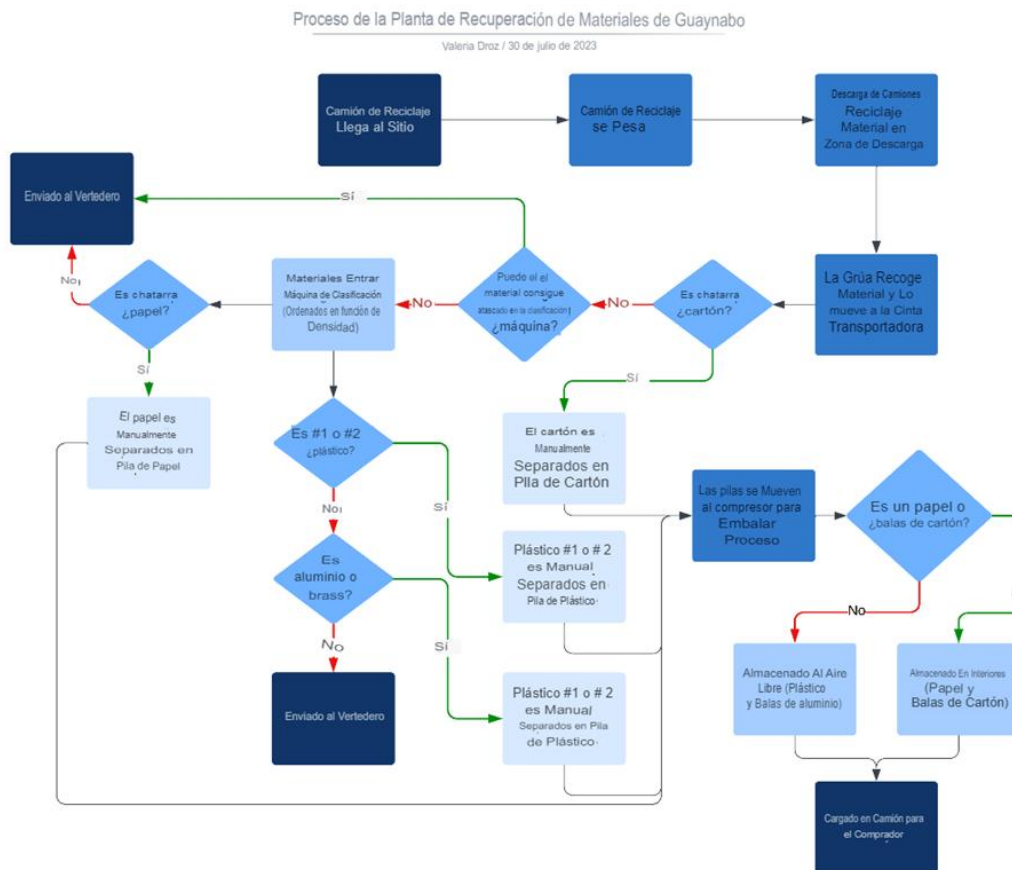 Proceso de la Planta de Recuperación de Materiales de Guaynabo
Valeria Droz / 30 de julio de 2023
Camión de Reciclaje
Llega al Sitio
Camión de Reciclaje
se Pesa
Descarga de Camiones
Reciclaje
Material en
Zona de Descarga
Enviado al Vertedero
Sí
No
Es chatarra
¿papel?
Materiales Entrar
Máquina de Clasificación
(Ordenados en función de
Densidad)
No
Puede el el
material consigue
atascado en la clasificación)
¿máquina?
No
Es chatarra
¿cartón?
La Grúa Recoge
Material y Lo
mueve a la Cinta
Transportadora
Sí
Sí
El papel es
Manualmente
Separados en
Pila de Papel
Es #1 o #2
¿plástico?
El cartón es
Manualmente
Separados en
Pila de Cartón
Las pilas se Mueven
al compresor para
Embalar
Proceso
Es un papel o
¿balas de cartón?
No
Sí
Plástico #1 o # 2
es Manual
Separados en
Pila de Plástico
Es
aluminio o
brass?
No
Sí
No
Enviado al Vertedero
Plástico #1 o # 2
es Manual
Separados en Pila
de Plástico
Almacenado Al Aire
Libre (Plástico
y Balas de aluminio)
Almacenado En Interiores
(Papel y
Balas de Cartón)
Cargado en Camión para
el Comprador